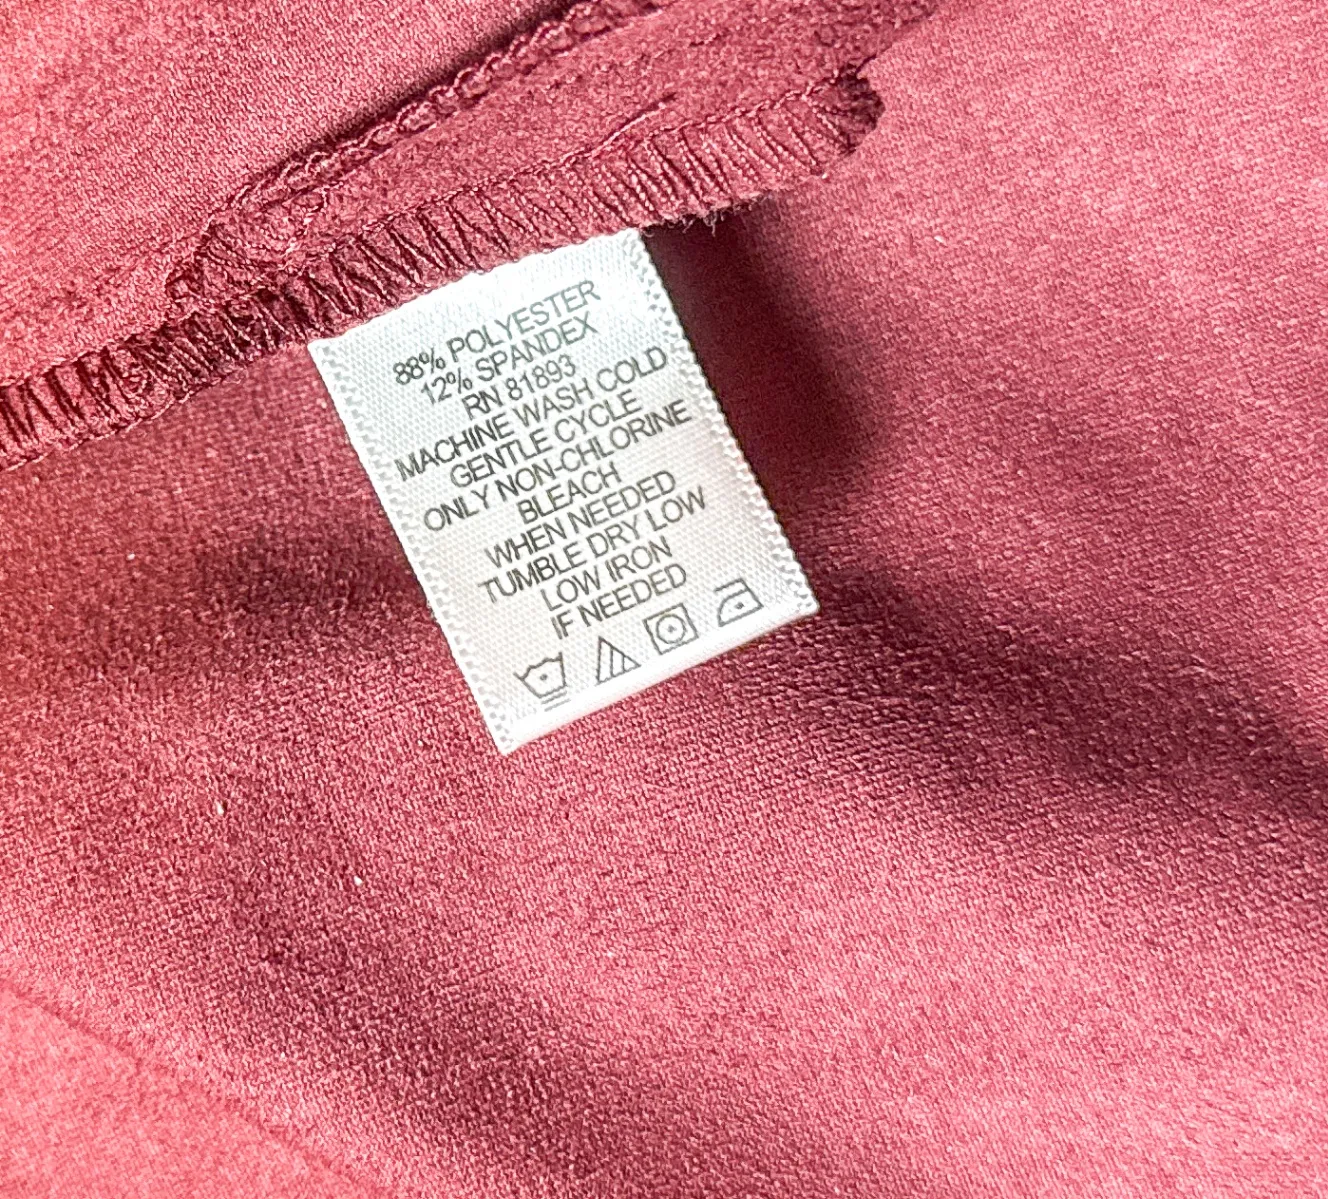 88% POLYESTER
12% SPANDEX
RN 81893
MACHINE WASH COLD
GENTLE CYCLE
ONLY NON-CHLORINE
BLEACH
WHEN NEEDED
TUMBLE DRY LOW
LOW IRON
IF NEEDED